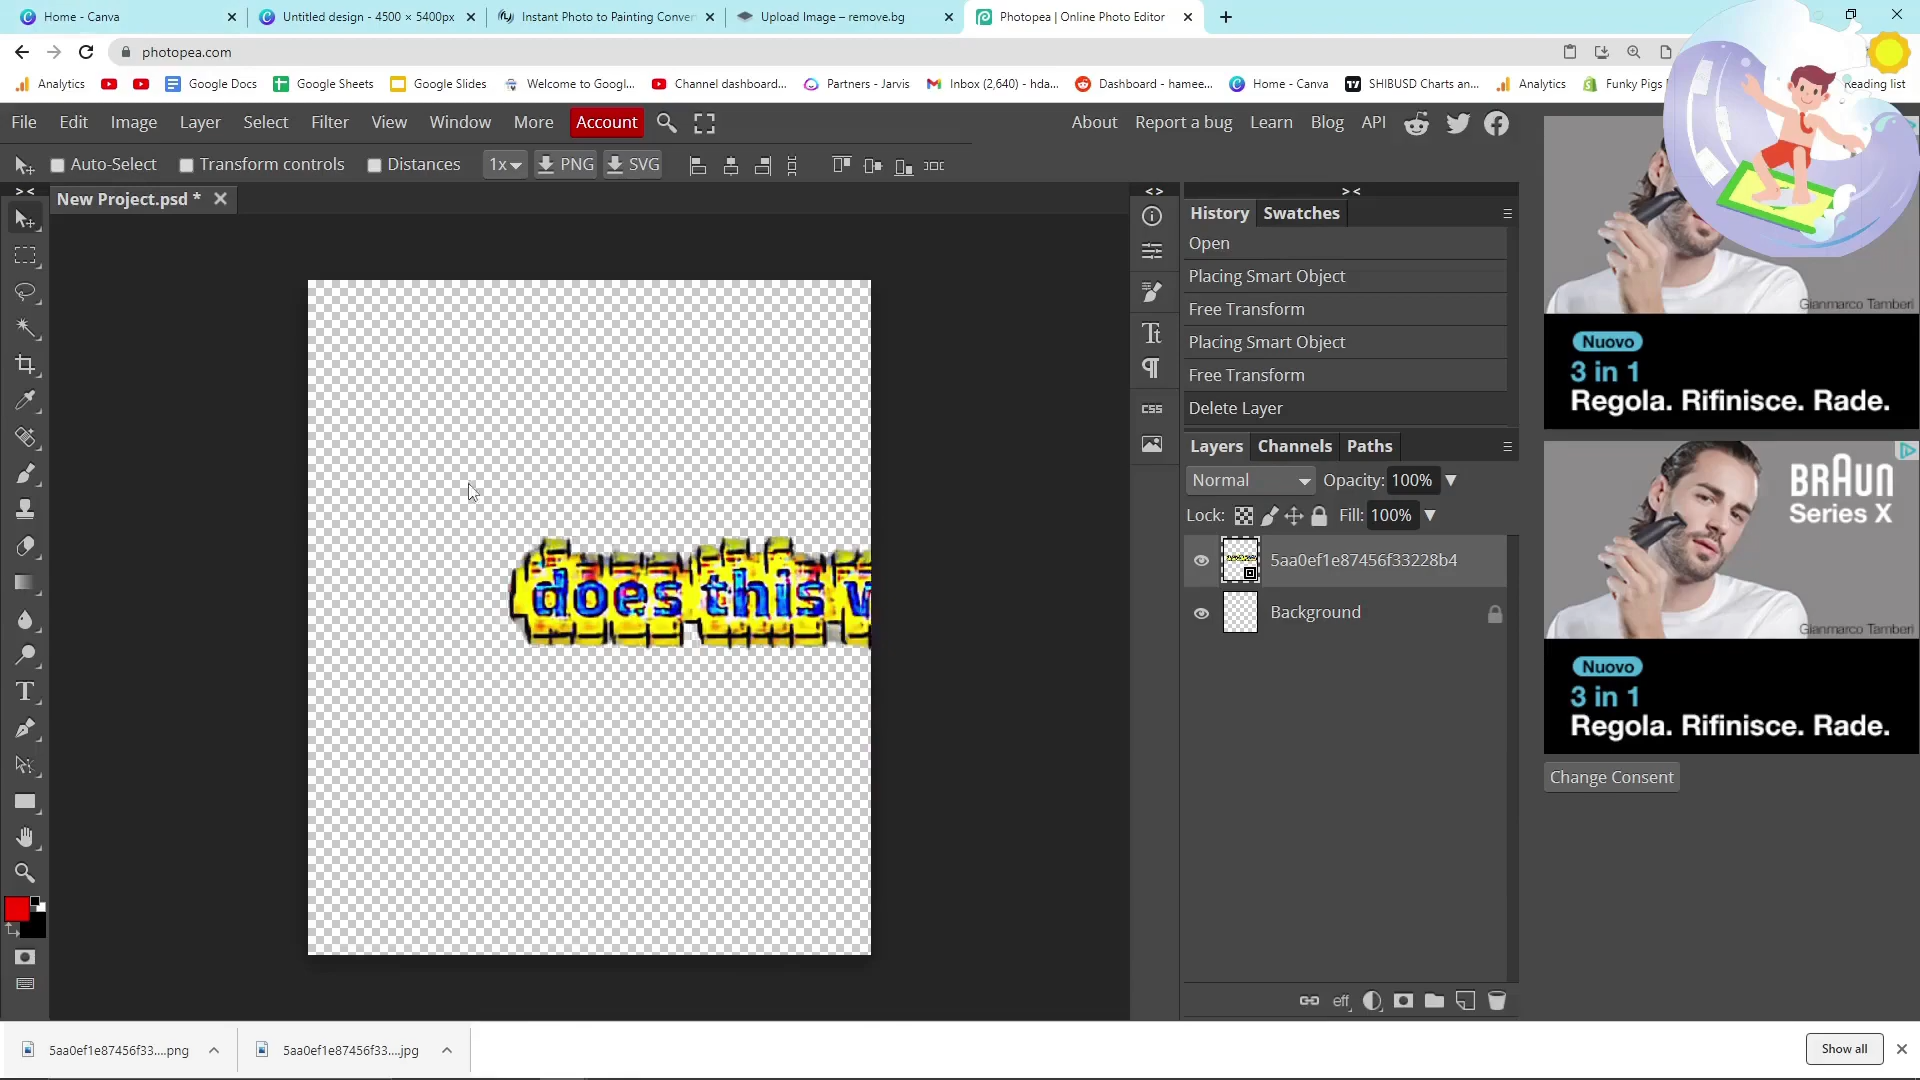 Home - Canva
Untitled design - 4500 × 5400px
Instant Photo to Painting Conver
Upload Image – remove.bg
Photopea | Online Photo Editor
photopea.com
Analytics
Google Docs
Google Sheets
Google Slides
Welcome to Googl...
Channel dashboard...
Partners - Jarvis
Inbox (2,640) - hda...
Dashboard - hamee...
Home - Canva
SHIBUSD Charts an...
Analytics
Funky Pigs
Reading list
File
Edit
Image
Layer
Select
Filter
View
Window
More
Account
About
Report a bug
Learn
Blog
API
Auto-Select
Transform controls
Distances
1x
PNG
SVG
New Project.psd *
History
Swatches
Open
Placing Smart Object
Free Transform
Placing Smart Object
Free Transform
Delete Layer
Layers
Channels
Paths
Normal
Opacity: 100%
Lock:
Fill: 100%
5aa0ef1e87456f33228b4
Background
CSS
eff
does this
Gianmarco Tamberi
Nuovo
3 in 1
Regola. Rifinisce. Rade.
BRAUN
Series X
Gianmarco Tamberi
Nuovo
3 in 1
Regola. Rifinisce. Rade.
Change Consent
5aa0ef1e87456f33....png
5aa0ef1e87456f33....jpg
Show all